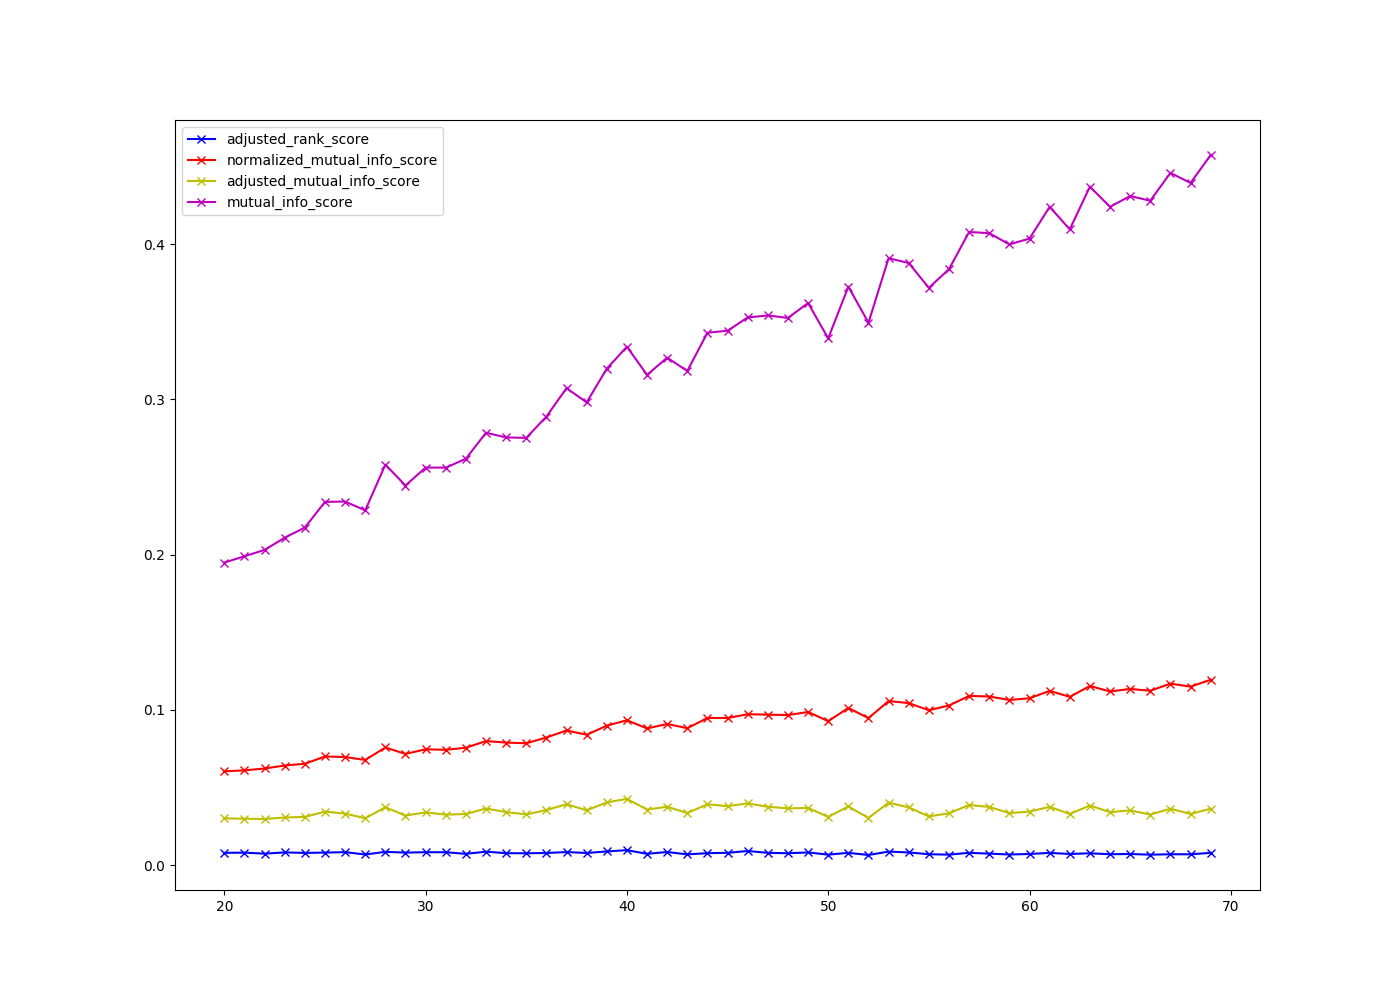 adjusted_rank_score
normalized_mutual_info_score
adjusted_mutual_info_score
mutual_info_score
0.4
0.3
0.2
0.1
0.0
20 30 40 50 60 70